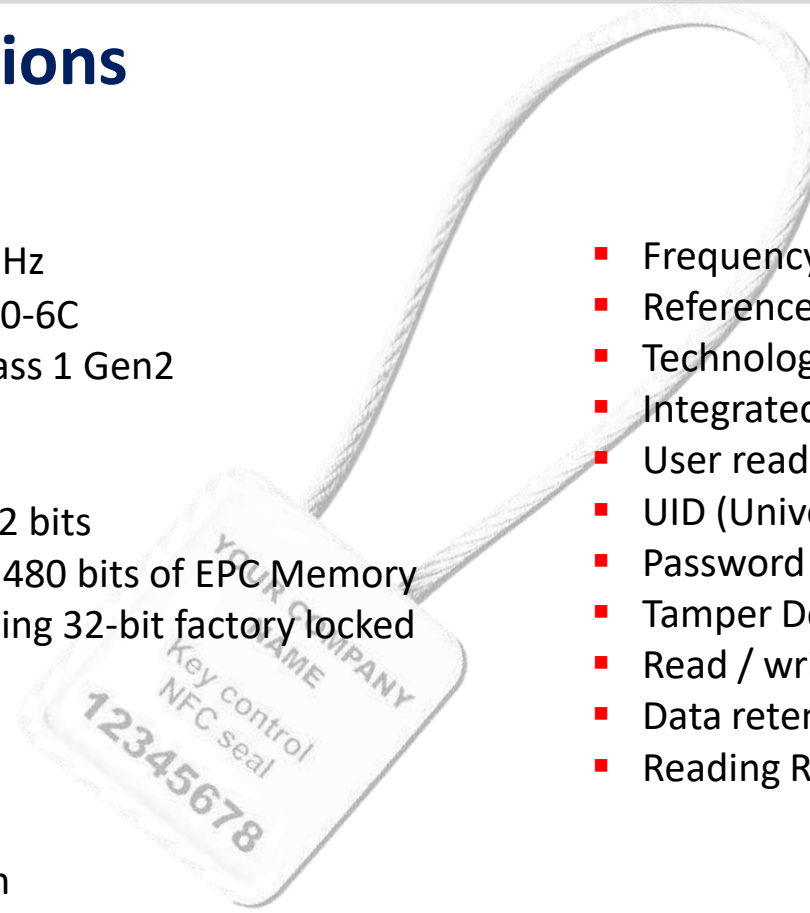 ions
Hz
0-6C
ass 1 Gen2
2 bits
480 bits of EPC Memory
ing 32-bit factory locked
YOUR COMPANY
NAME
Key control
NFC seal
12345678
Frequency
Reference
Technolog
Integrated
User read
UID (Unive
Password
Tamper De
Read / wri
Data reten
Reading R